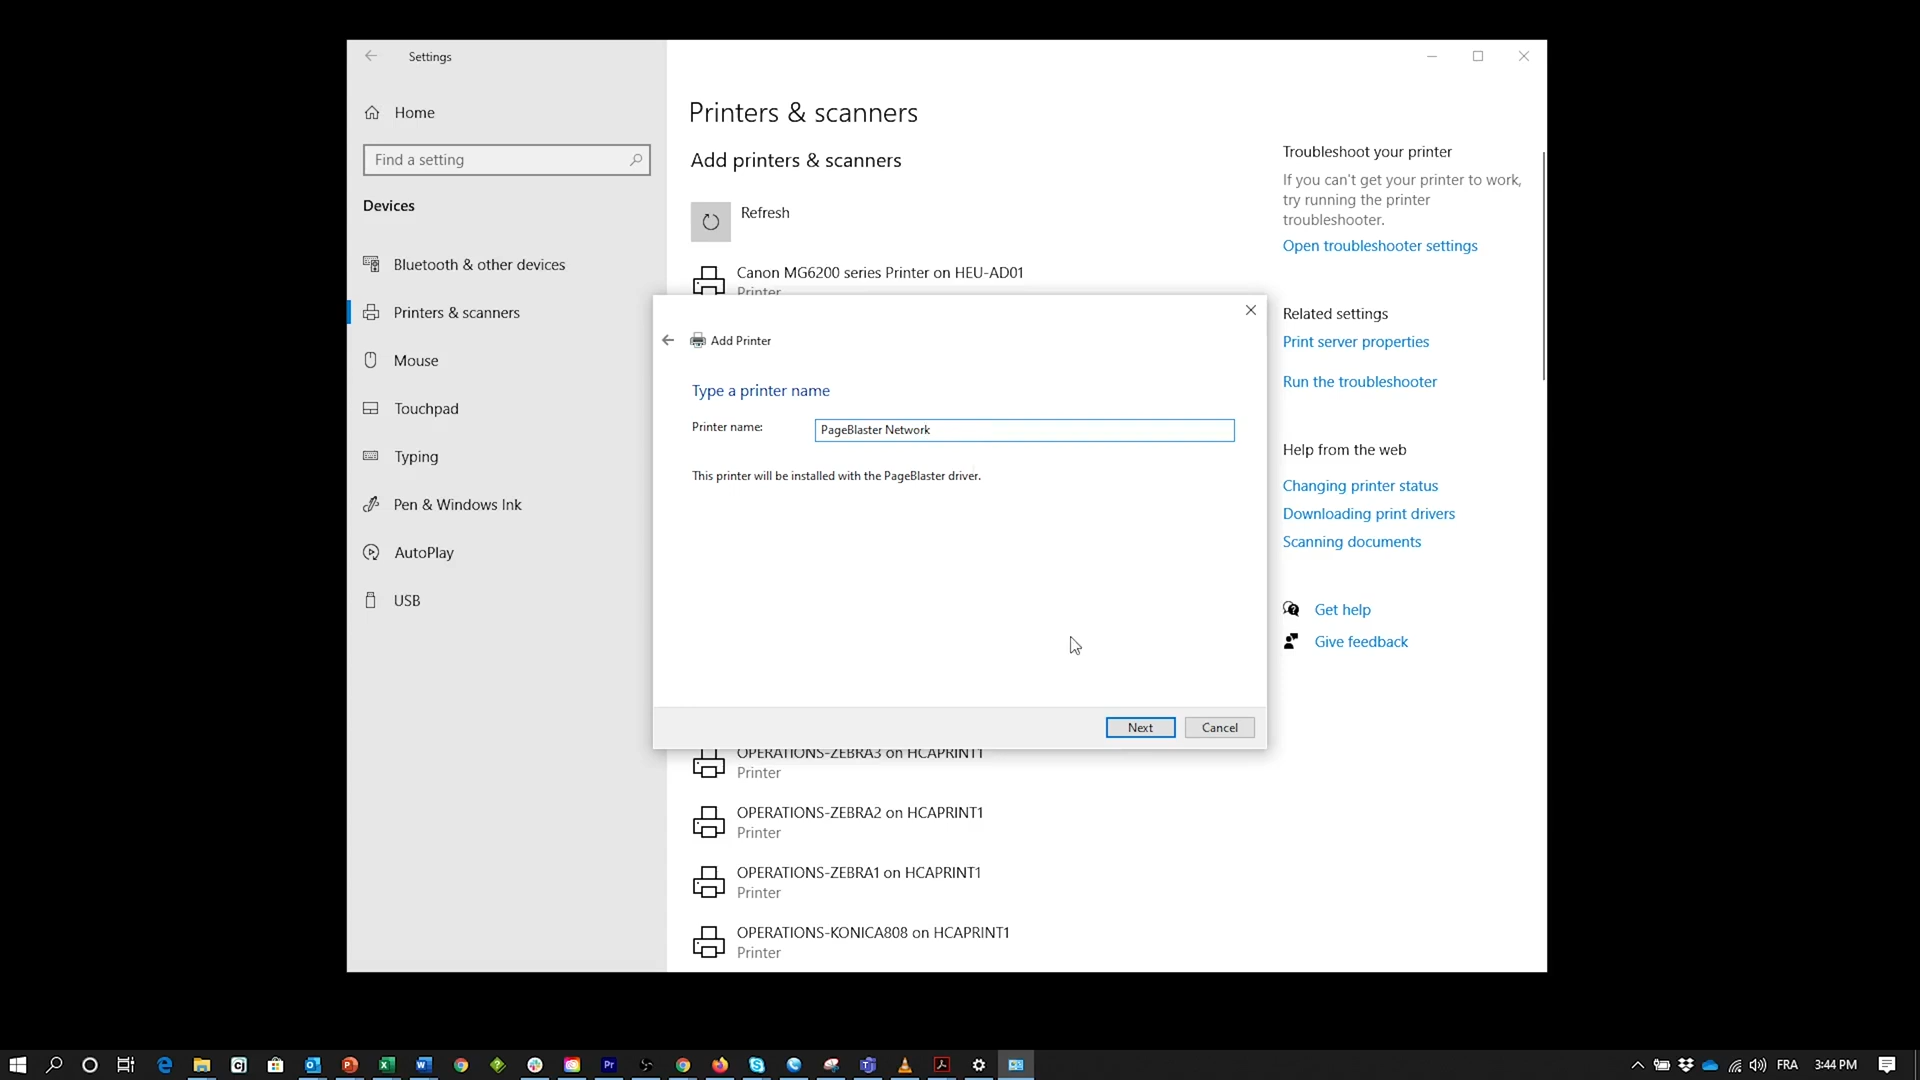 Settings
Home
Find a setting
Devices
Bluetooth & other devices
Printers & scanners
Mouse
Touchpad
Typing
Pen & Windows Ink
AutoPlay
USB
Printers & scanners
Add printers & scanners
Refresh
Canon MG6200 series Printer on HEU-AD01
Printer
Add Printer
Type a printer name
Printer name:
PageBlaster Network
This printer will be installed with the PageBlaster driver.
Next
Cancel
OPERATIONS-ZEBRA3 on HCAPRINT1
Printer
OPERATIONS-ZEBRA2 on HCAPRINT1
Printer
OPERATIONS-ZEBRA1 on HCAPRINT1
Printer
OPERATIONS-KONICA808 on HCAPRINT1
Printer
Troubleshoot your printer
If you can't get your printer to work,
try running the printer
troubleshooter.
Open troubleshooter settings
Related settings
Print server properties
Run the troubleshooter
Help from the web
Changing printer status
Downloading print drivers
Scanning documents
Get help
Give feedback
FRA
3:44 PM